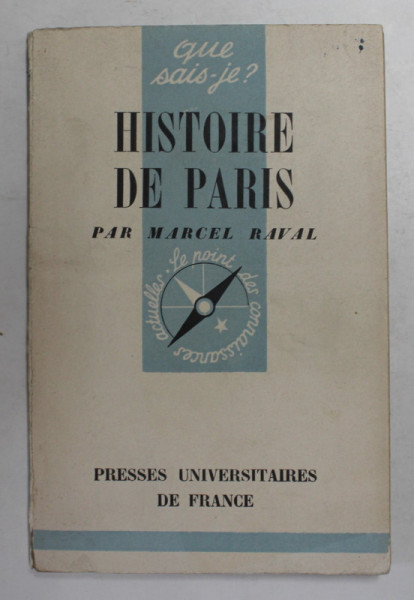 que
sais-je?
HISTOIRE
DE PARIS
PAR MARCEL RAVAL
Le point des connaissances actuelles.
PRESSES UNIVERSITAIRES
DE FRANCE